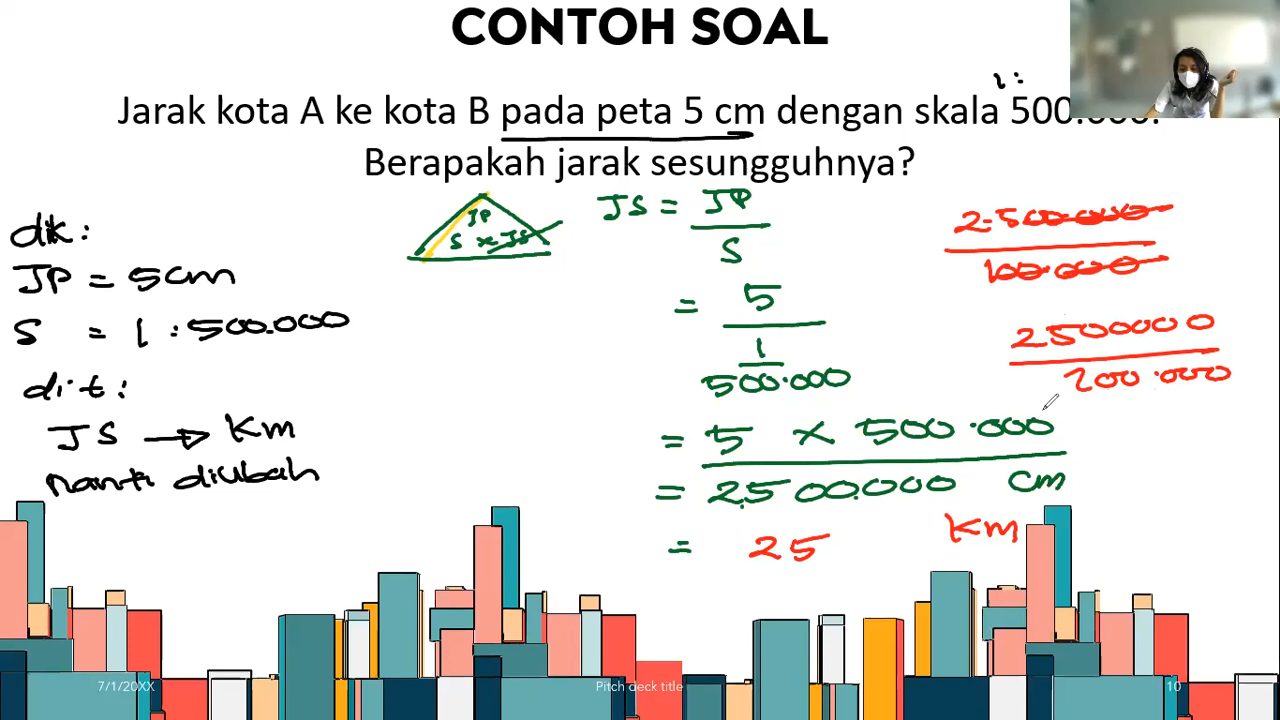 CONTOH SOAL
1:
Jarak kota A ke kota B pada peta 5 cm dengan skala 500.000.
Berapakah jarak sesungguhnya?
dik:
JP = 5cm
S = 1 : 500.000
dit:
JS → Km
nanti diubah
JP
S x JS
JS = JP
S
= 5
1
500.000
= 5 x 500.000
= 2.500.000 cm
= 25 Km
2.500.000
100.000
2500000
100.000
7/1/20XX
Pitch deck title
10